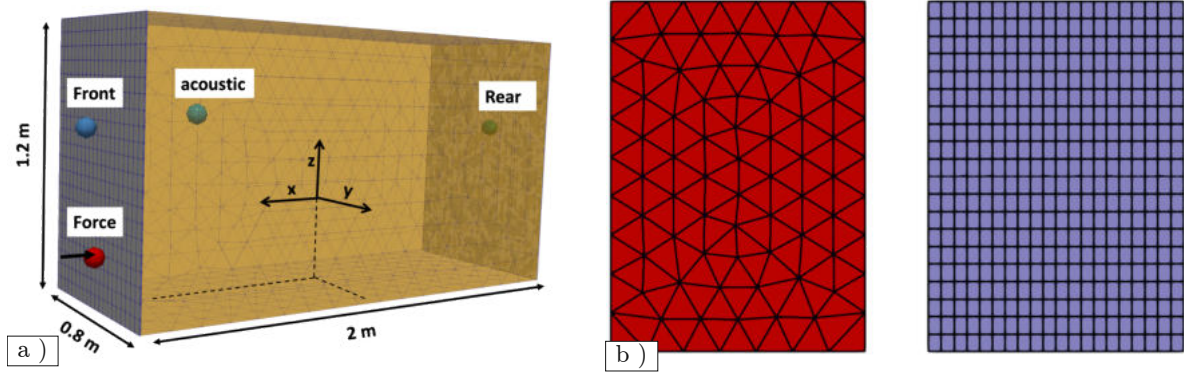 1.2 m
Front
acoustic
Rear
z
x
y
Force
0.8 m
2 m
a )
b )